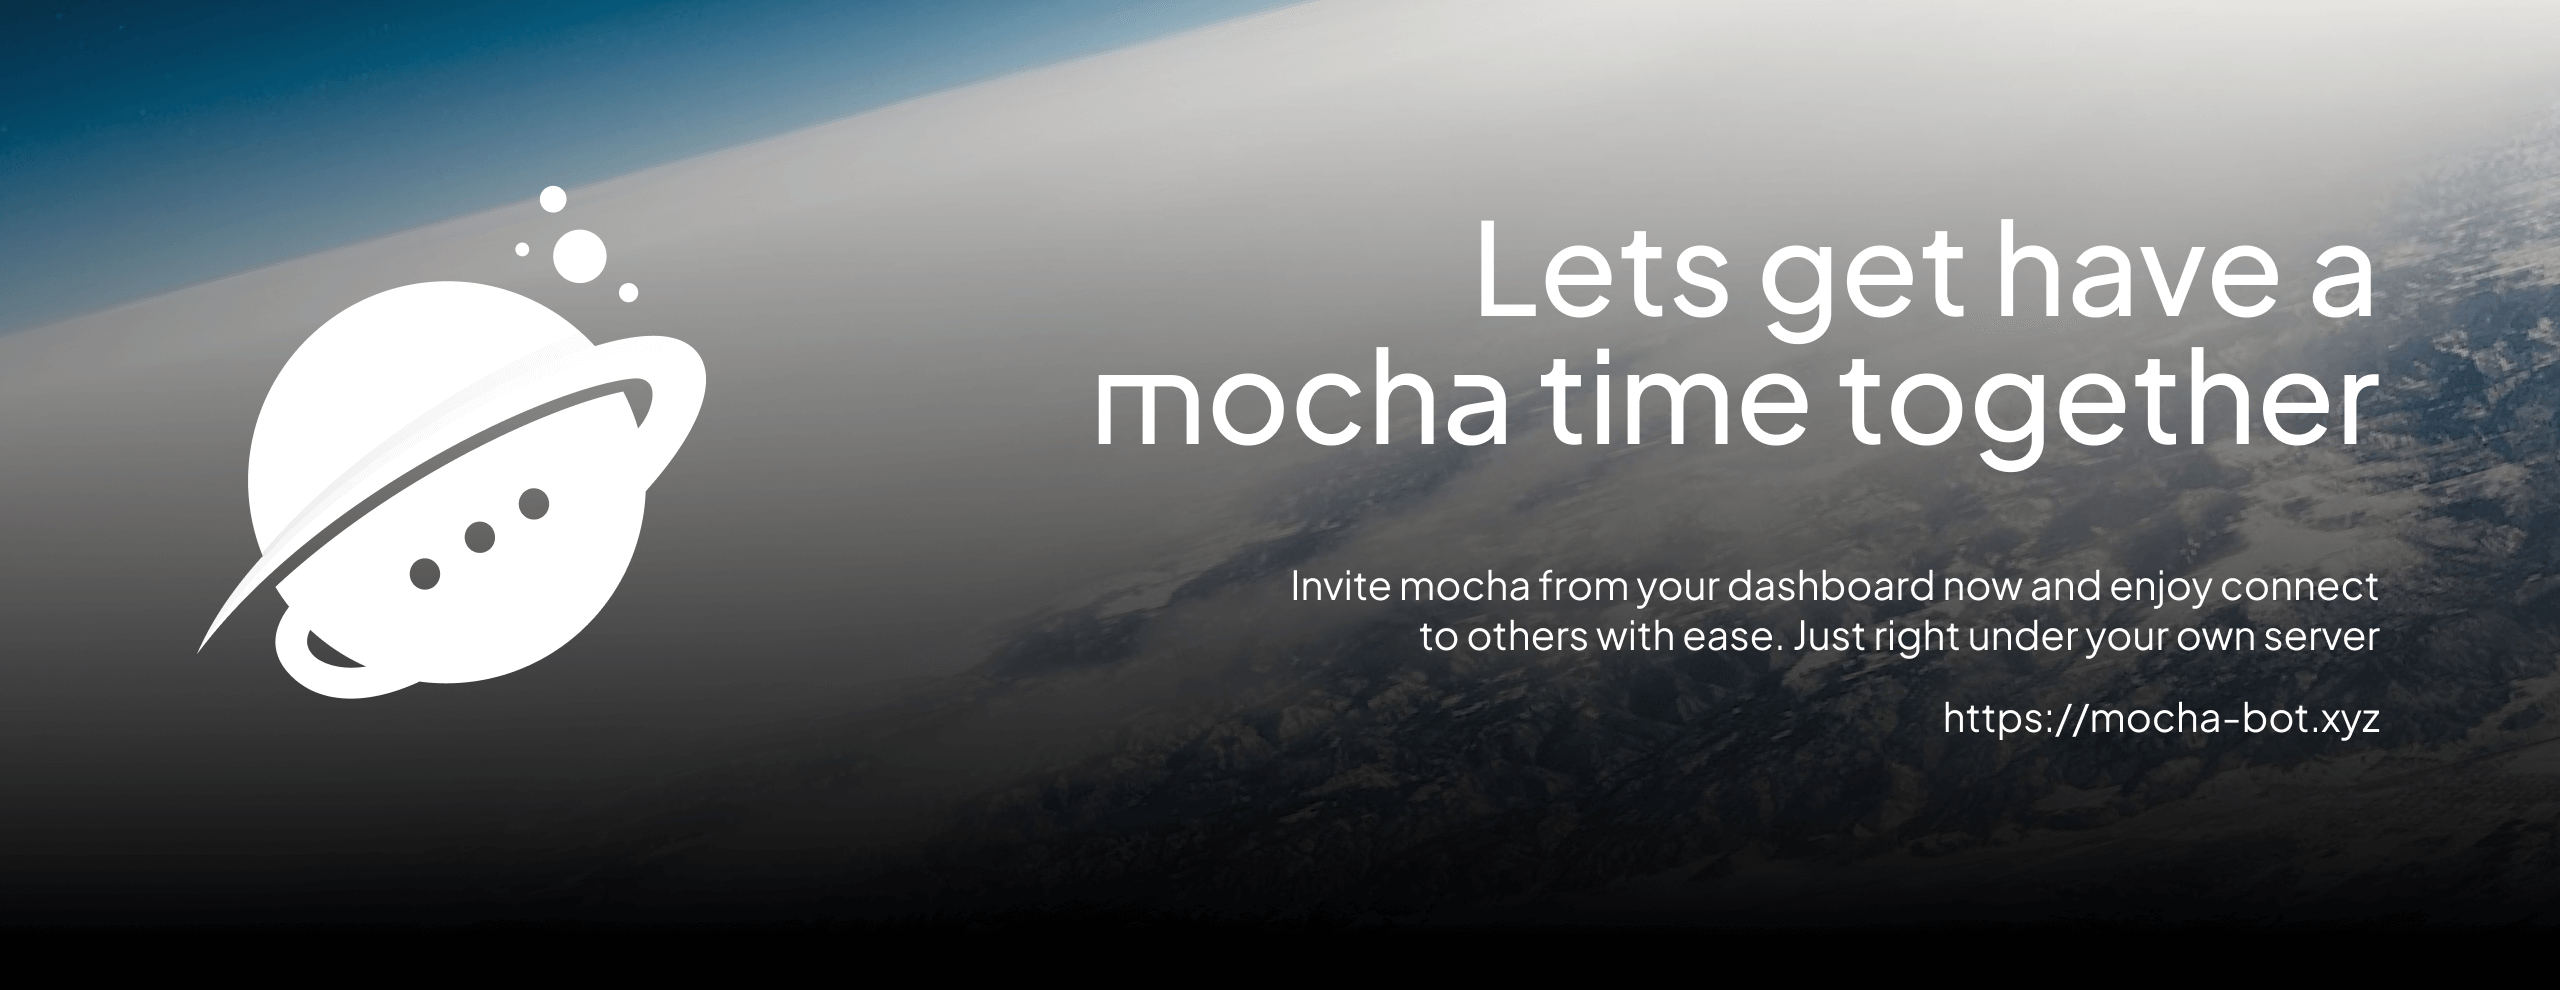 Lets get have a
mocha time together
Invite mocha from your dashboard now and enjoy connect
to others with ease. Just right under your own server
https://mocha-bot.xyz